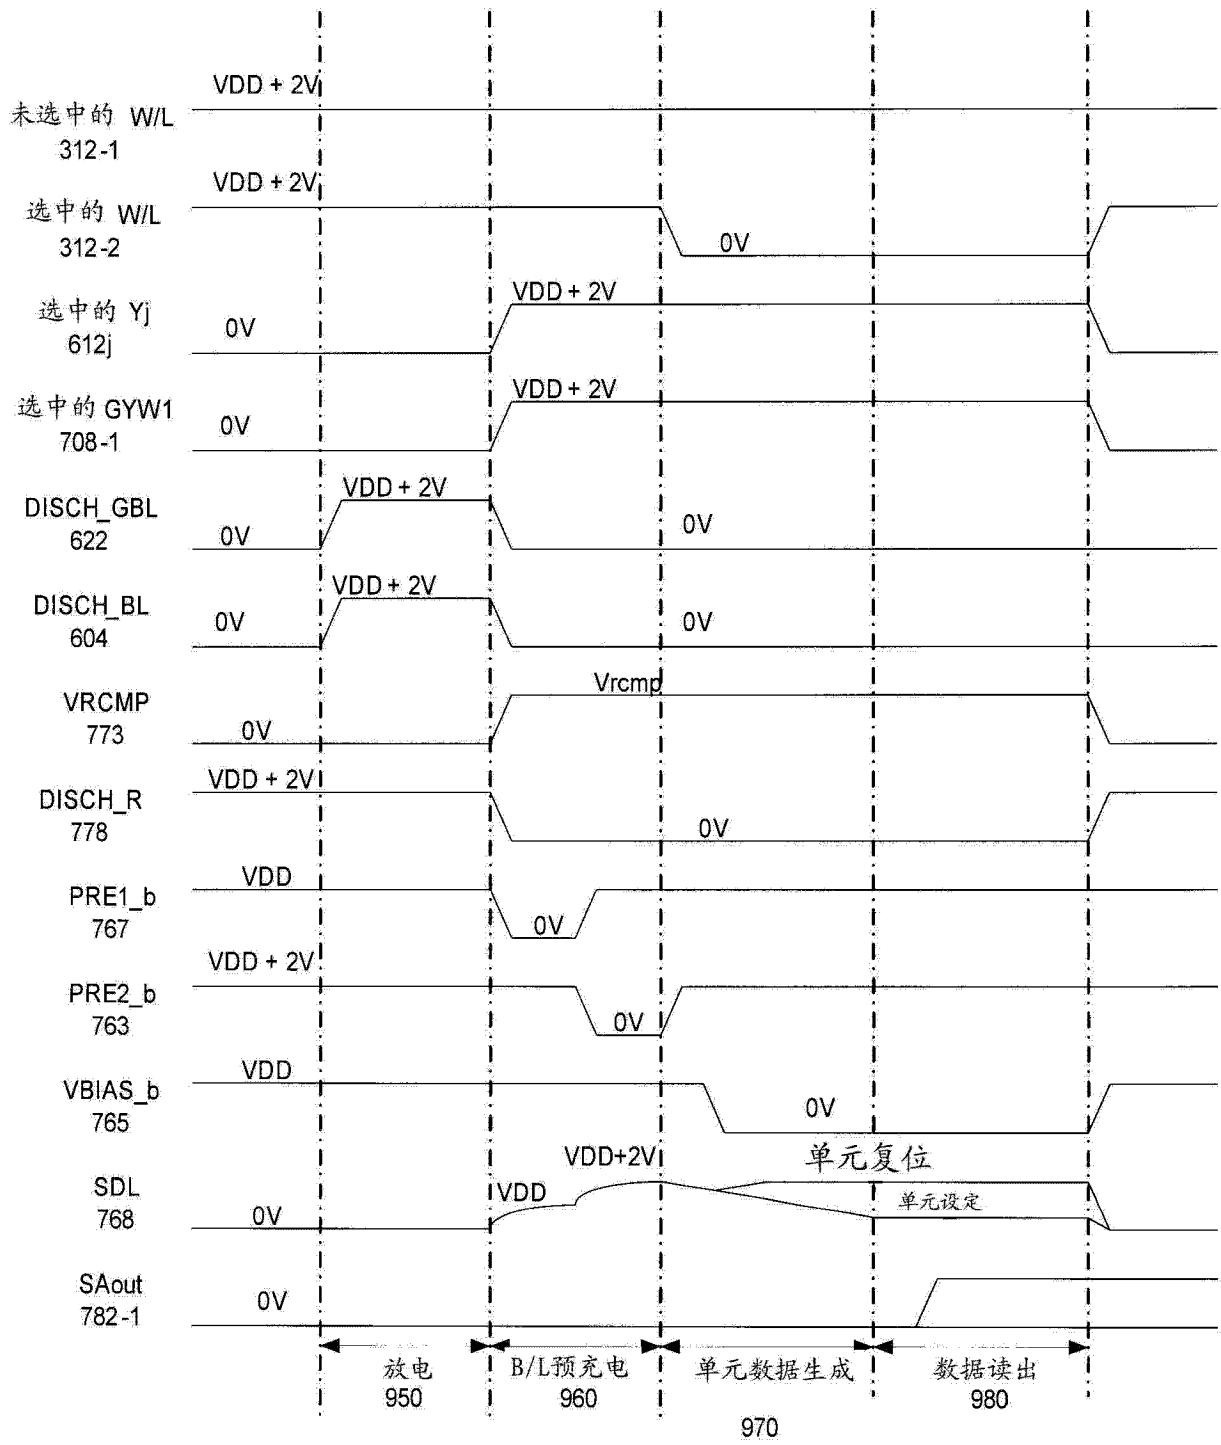 VDD + 2V
未选中的 W/L
312-1
VDD + 2V
选中的 W/L
312-2
0V
VDD + 2V
选中的 Yj
612j
0V
VDD + 2V
选中的 GYW1
708-1
0V
VDD + 2V
DISCH_GBL
622
0V
0V
VDD + 2V
DISCH_BL
604
0V
0V
Vrcmp
VRCMP
773
0V
VDD + 2V
DISCH_R
778
0V
VDD
PRE1_b
767
0V
VDD + 2V
PRE2_b
763
0V
VDD
VBIAS_b
765
0V
VDD+2V
单元复位
SDL
768
VDD
单元设定
0V
SAout
782-1
0V
放电
950
B/L预充电
960
单元数据生成
970
数据读出
980